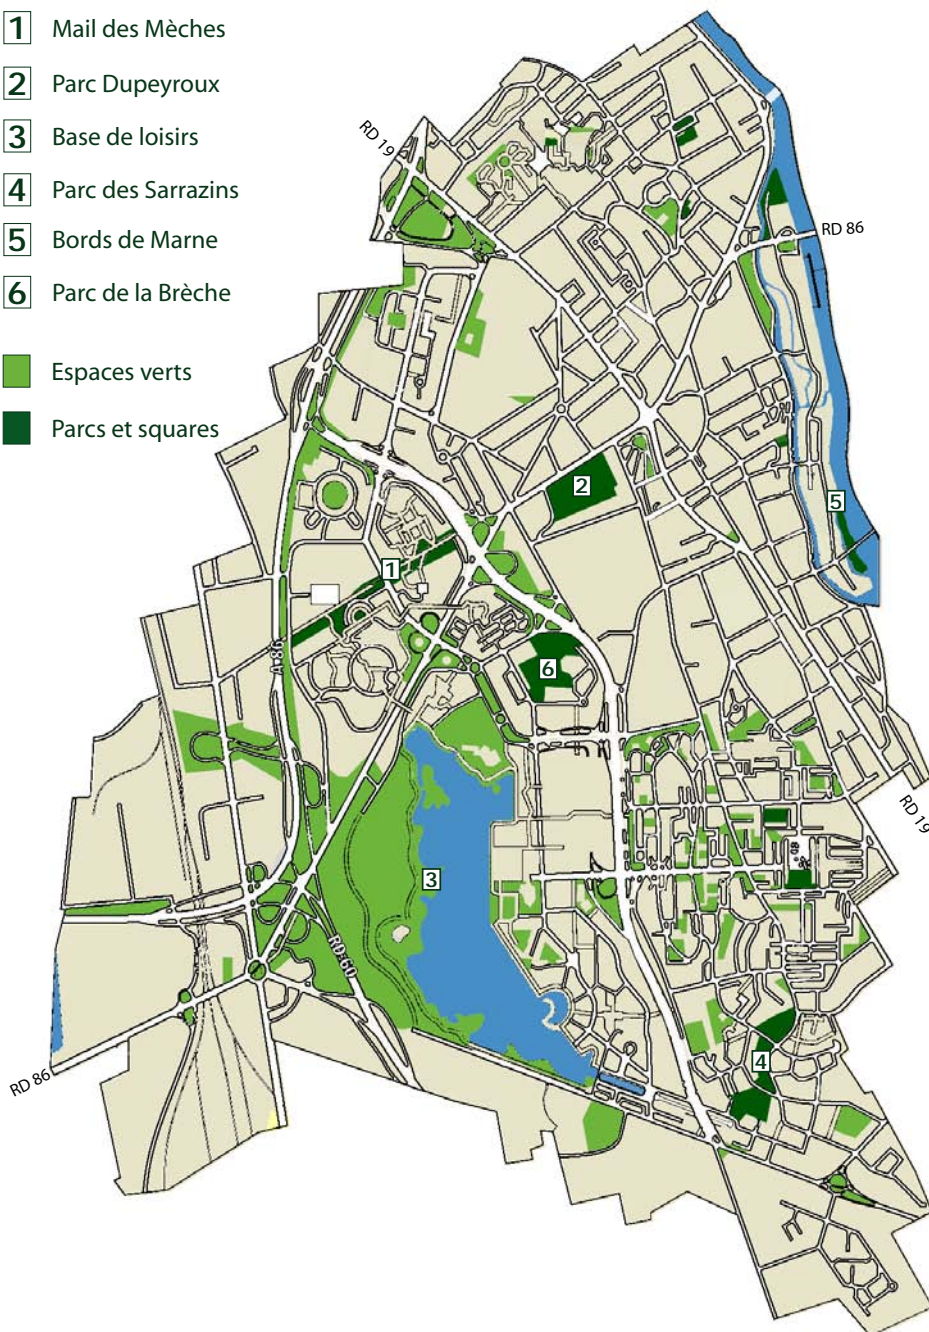 1 Mail des Mèches
2 Parc Dupeyroux
3 Base de loisirs
4 Parc des Sarrazins
5 Bords de Marne
6 Parc de la Brèche
Espaces verts
Parcs et squares
RD 19
RD 86
2
5
1
A 86
6
RD 19
3
RD 60
4
RD 86